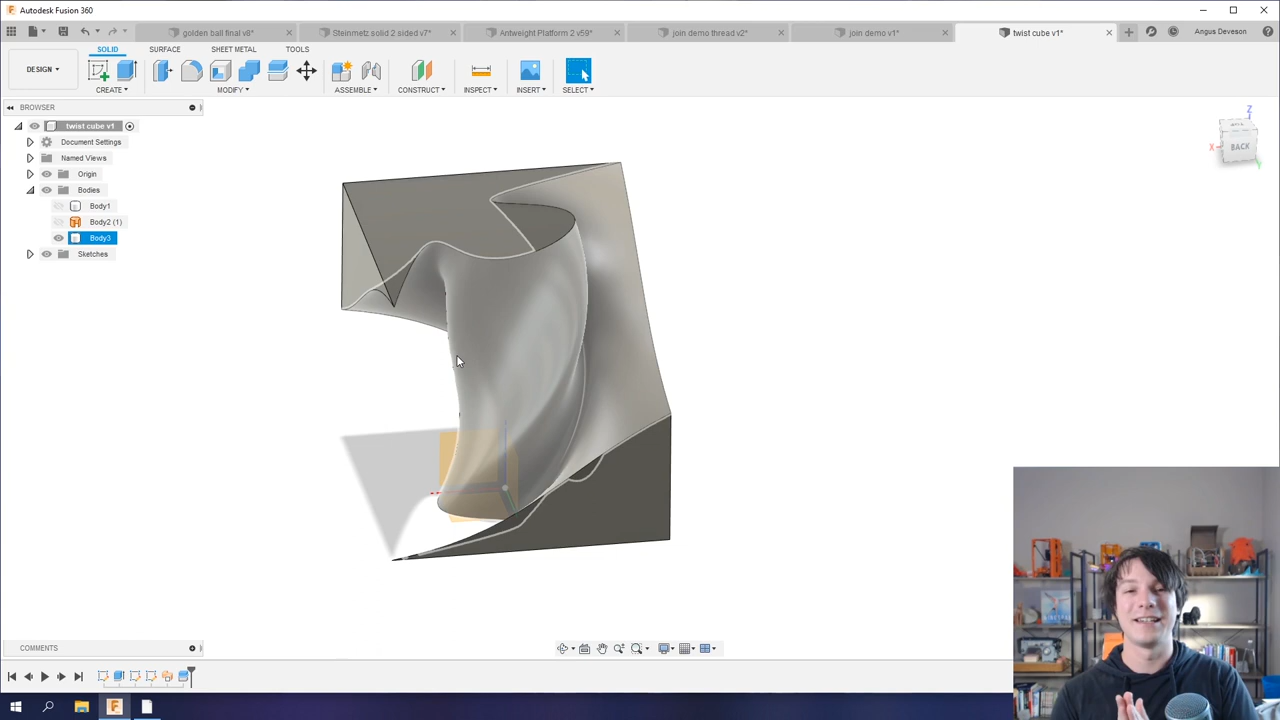 Autodesk Fusion 360
golden ball final v8*
Steinmetz solid 2 sided v7*
Antweight Platform 2 v59*
join demo thread v2*
join demo v1*
twist cube v1*
Angus Deveson
SOLID
SURFACE
SHEET METAL
TOOLS
DESIGN
CREATE
MODIFY
ASSEMBLE
CONSTRUCT
INSPECT
INSERT
SELECT
BROWSER
twist cube v1
Document Settings
Named Views
Origin
Bodies
Body1
Body2 (1)
Body3
Sketches
Z
X
BACK
Y
COMMENTS